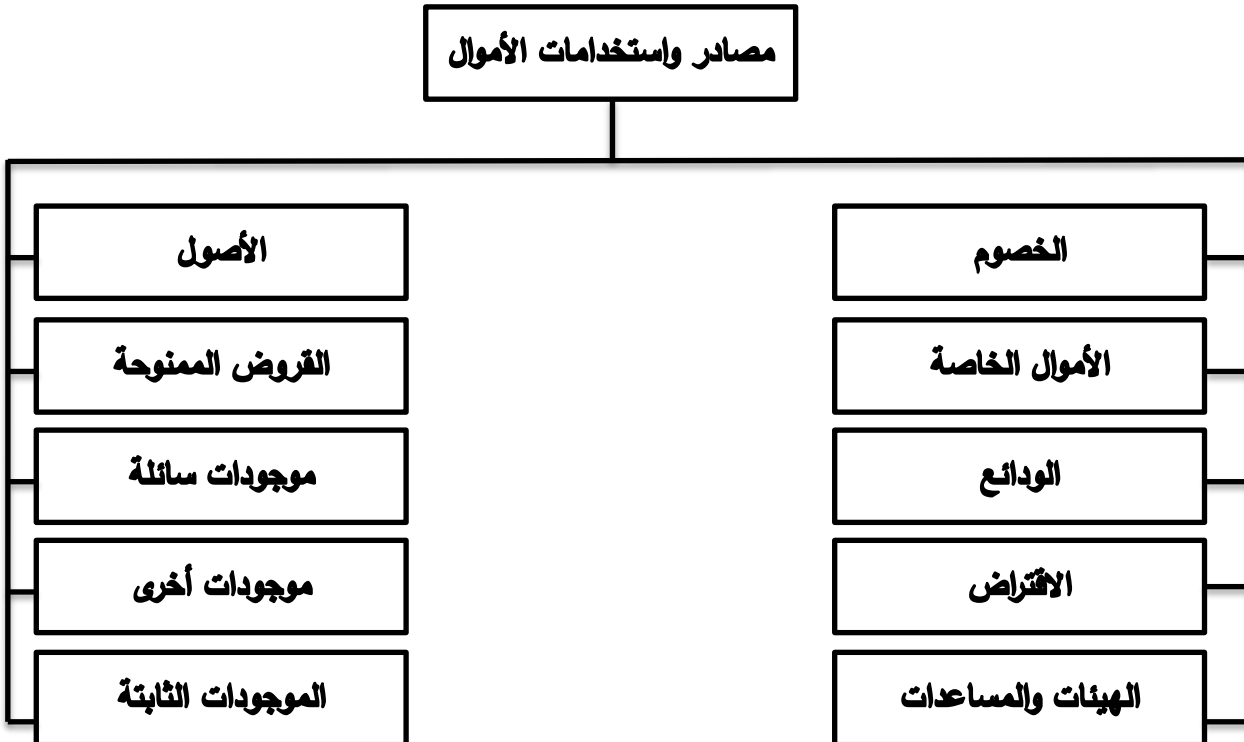 مصادر واستخدامات الأموال
الخصوم
الأموال الخاصة
الودائع
الاقتراض
الهيئات والمساعدات
الأصول
القروض الممنوحة
موجودات سائلة
موجودات أخرى
الموجودات الثابتة